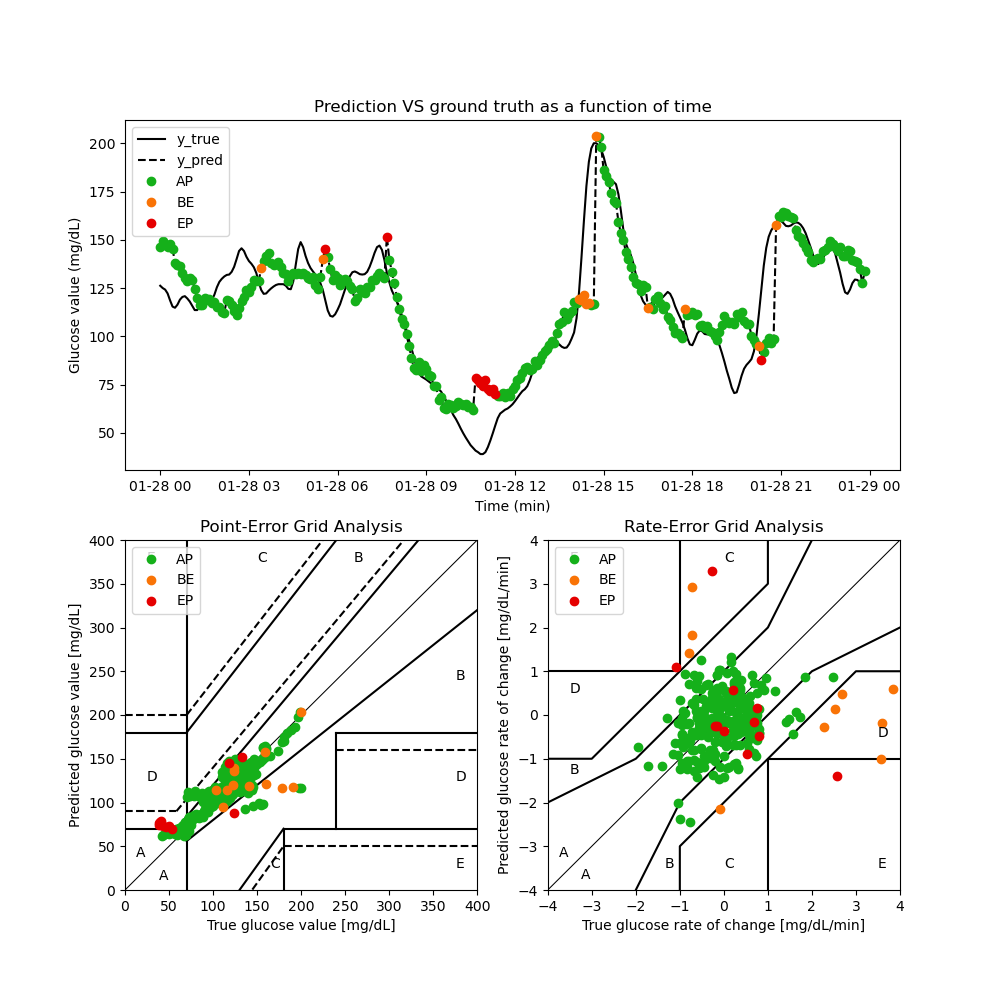 Prediction VS ground truth as a function of time
Glucose value (mg/dL)
200
175
150
125
100
75
50
y_true
y_pred
AP
BE
EP
01-28 00 01-28 03 01-28 06 01-28 09 01-28 12 01-28 15 01-28 18 01-28 21 01-29 00
Time (min)
Point-Error Grid Analysis
Predicted glucose value [mg/dL]
400
350
300
250
200
150
100
50
0
AP
BE
EP
C B
B
D D
A
A
C E
0 50 100 150 200 250 300 350 400
True glucose value [mg/dL]
Rate-Error Grid Analysis
Predicted glucose rate of change [mg/dL/min]
4
3
2
1
0
−1
−2
−3
−4
AP
BE
EP
C
D
D
B
A
A
B C E
−4 −3 −2 −1 0 1 2 3 4
True glucose rate of change [mg/dL/min]